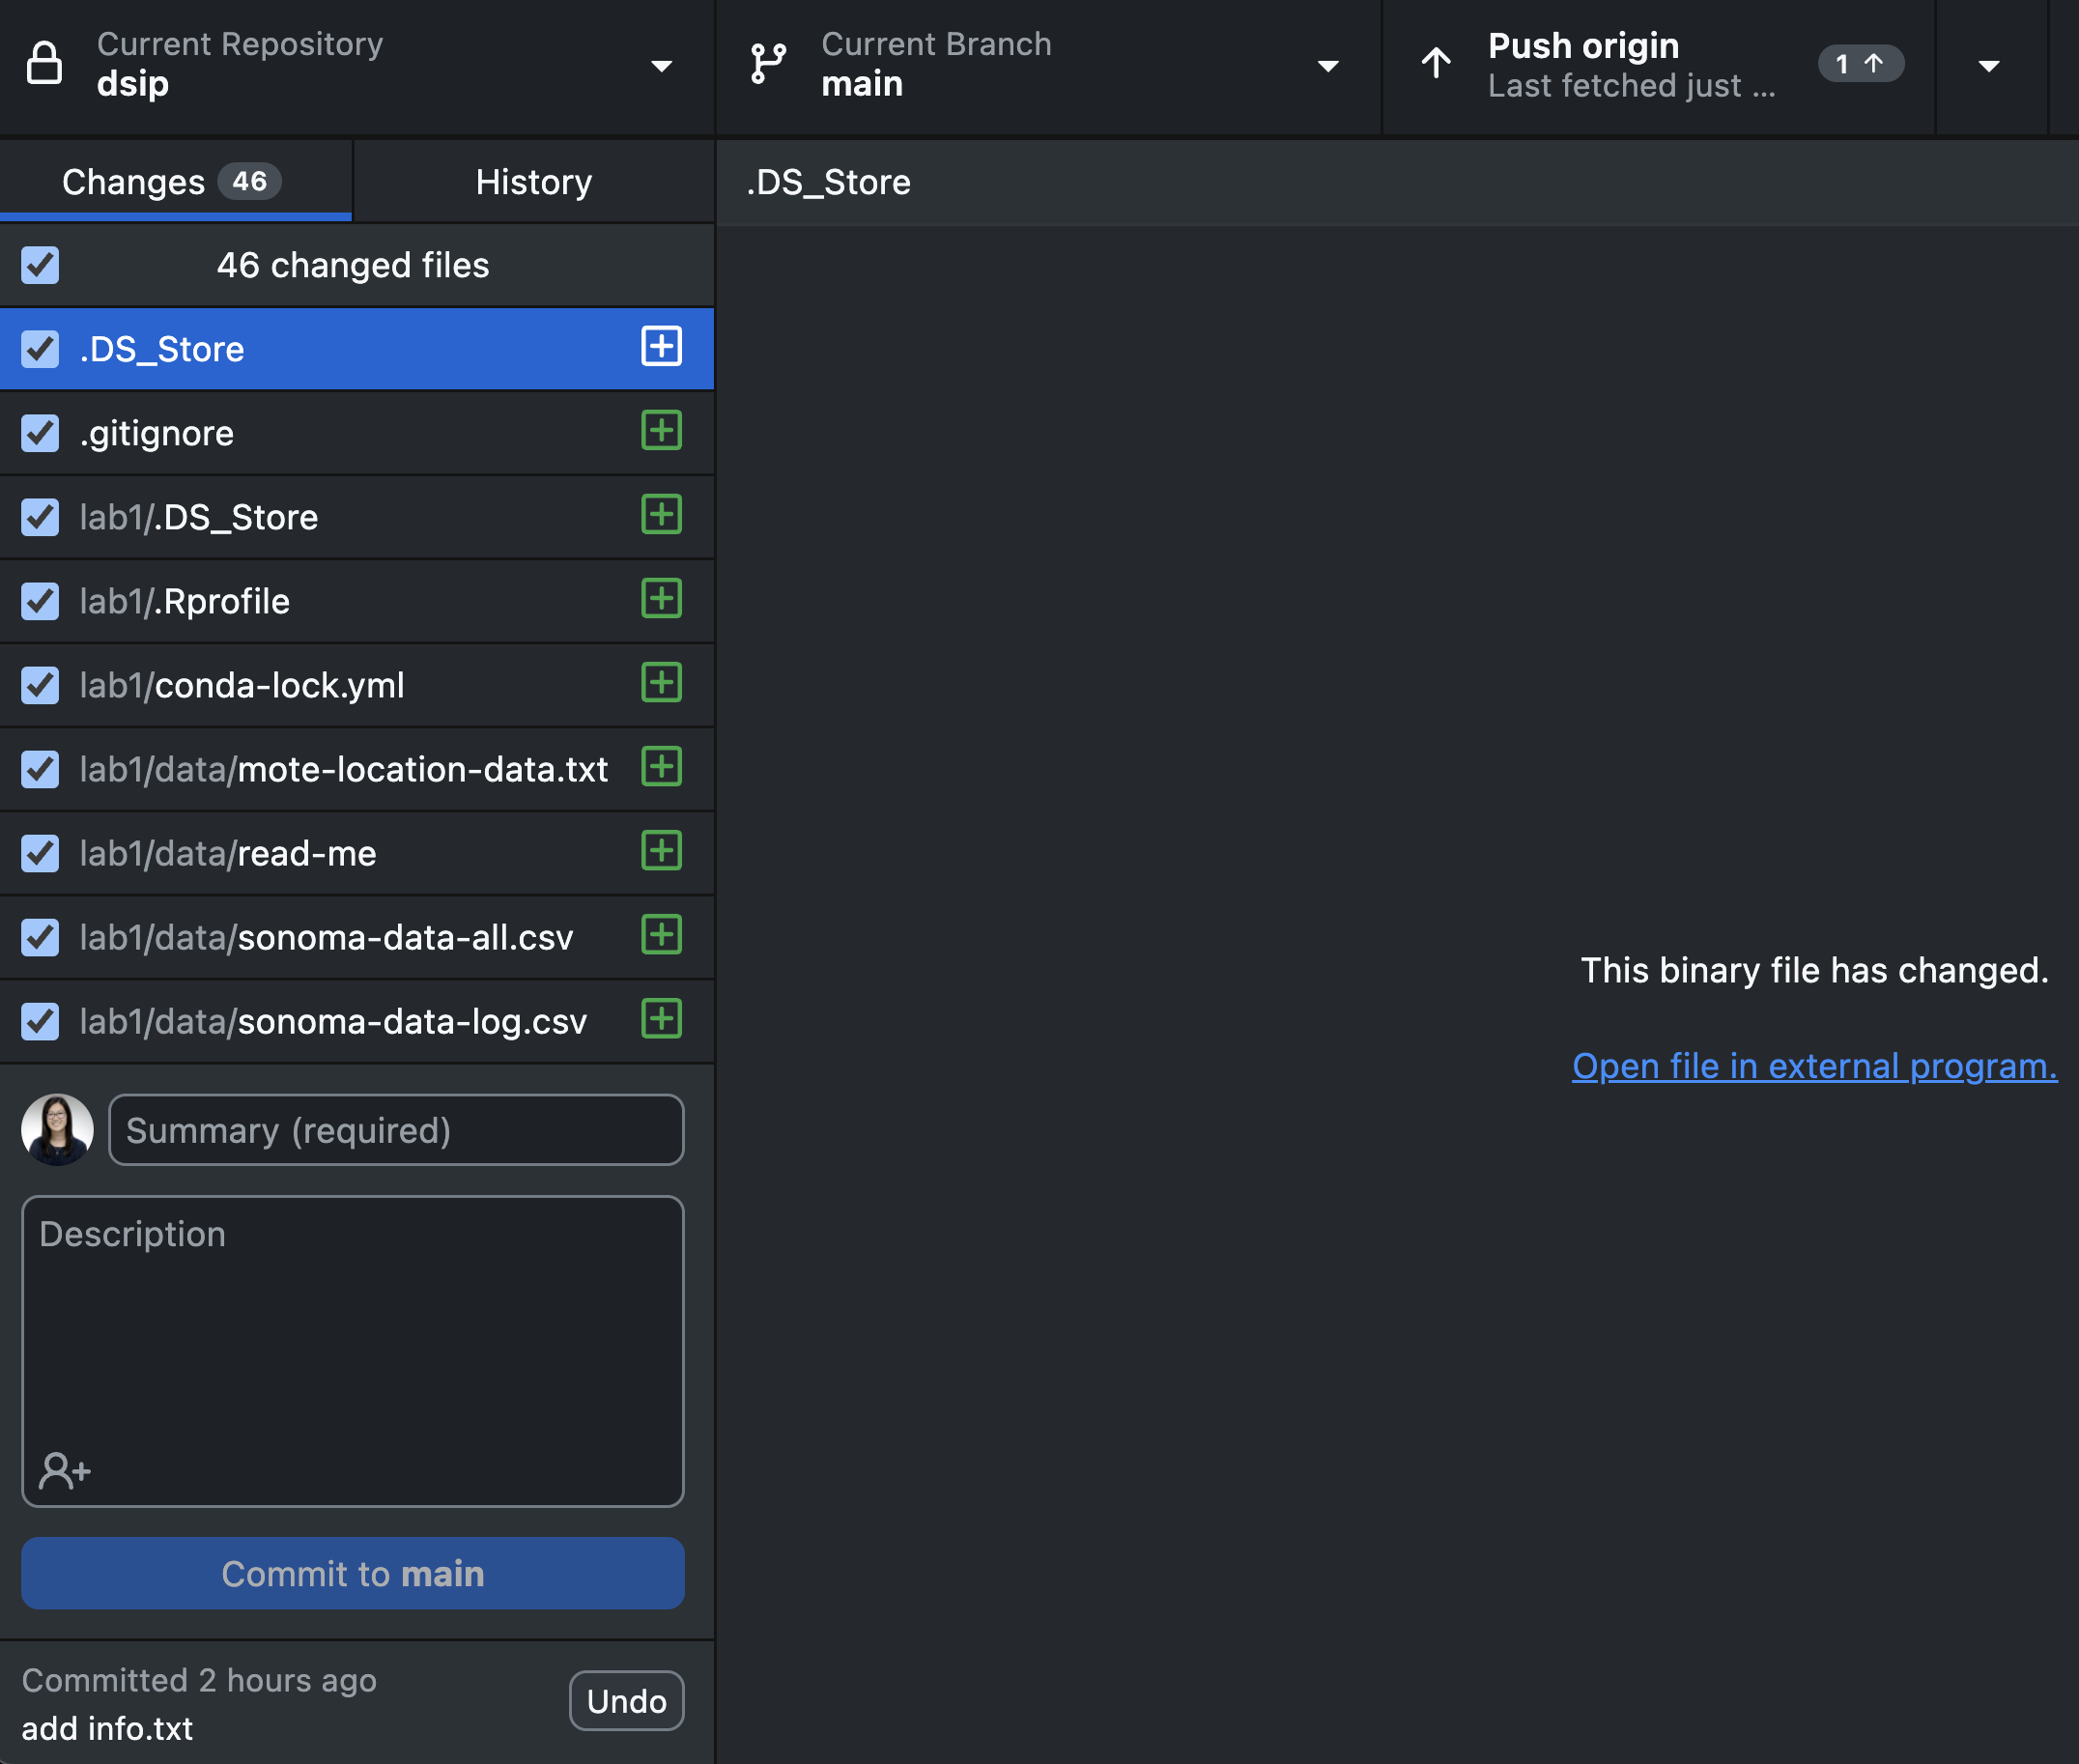 Current Repository
dsip
Current Branch
main
Push origin
Last fetched just ...
1
Changes 46
History
.DS_Store
46 changed files
.DS_Store
.gitignore
lab1/.DS_Store
lab1/.Rprofile
lab1/conda-lock.yml
lab1/data/mote-location-data.txt
lab1/data/read-me
lab1/data/sonoma-data-all.csv
lab1/data/sonoma-data-log.csv
This binary file has changed.
Open file in external program.
Summary (required)
Description
Commit to main
Committed 2 hours ago
add info.txt
Undo